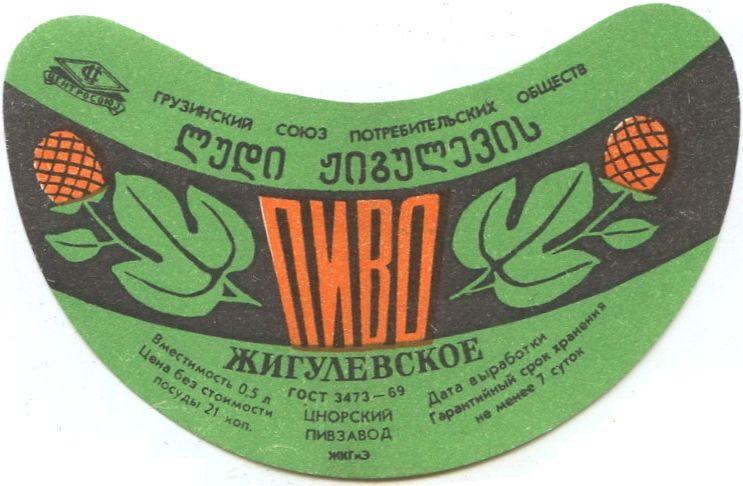 ЦЕНТРОСОЮЗ
ГРУЗИНСКИЙ СОЮЗ ПОТРЕБИТЕЛЬСКИХ ОБЩЕСТВ
ლუდი ჟიგულევის
ПИВО
ЖИГУЛЕВСКОЕ
Вместимость 0,5 л
Цена без стоимости
посуды 21 коп.
ГОСТ 3473—69
ЦНОРСКИЙ
ПИВЗАВОД
ЖКГиЭ
Дата выработки
Гарантийный срок хранения
не менее 7 суток